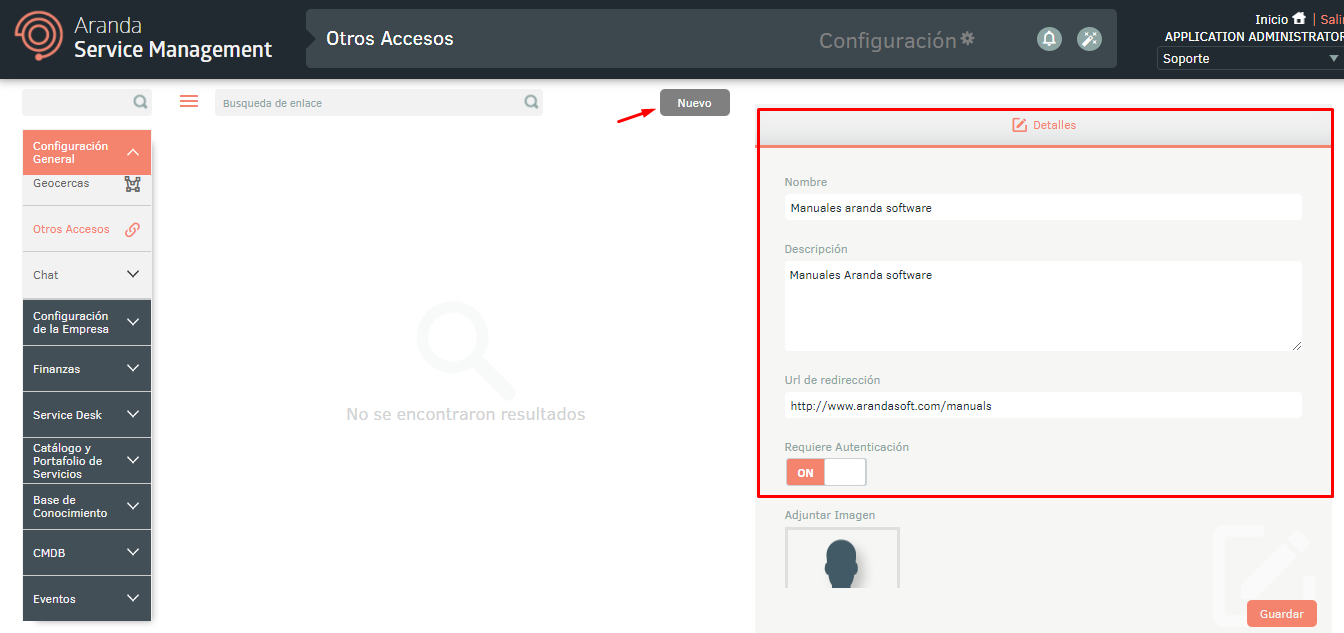 Aranda
Service Management
Otros Accesos
Configuración
Inicio | Salir
APPLICATION ADMINISTRATOR
Soporte
Busqueda de enlace
Nuevo
Configuración
General
Geocercas
Otros Accesos
Chat
Configuración
de la Empresa
Finanzas
Service Desk
Catálogo y
Portafolio de
Servicios
Base de
Conocimiento
CMDB
Eventos
No se encontraron resultados
Detalles
Nombre
Manuales aranda software
Descripción
Manuales Aranda software
Url de redirección
http://www.arandasoft.com/manuals
Requiere Autenticación
ON
Adjuntar Imagen
Guardar